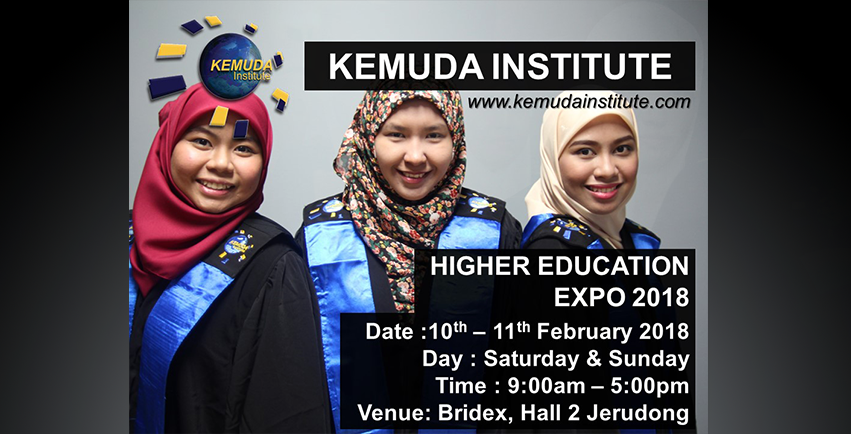 KEMUDA
Institute
KEMUDA INSTITUTE
www.kemudainstitute.com
HIGHER EDUCATION
EXPO 2018
Date :10th – 11th February 2018
Day : Saturday & Sunday
Time : 9:00am – 5:00pm
Venue: Bridex, Hall 2 Jerudong